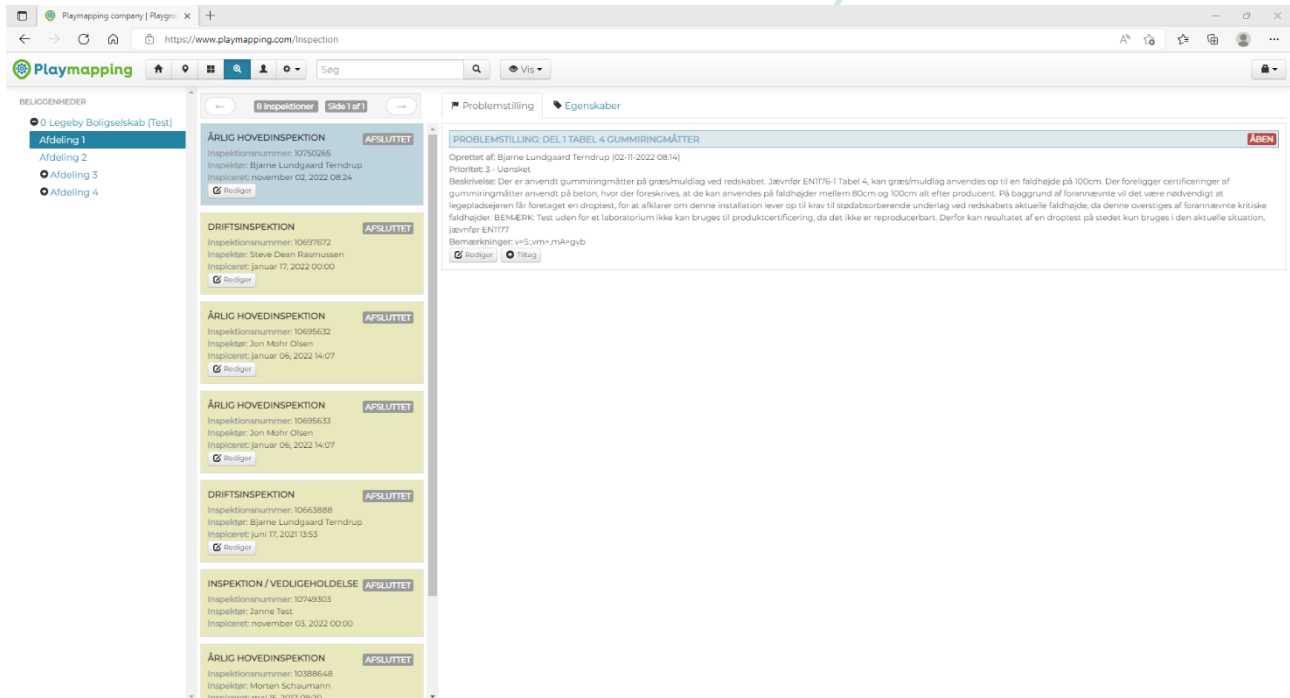 Playmapping company | Playgro
https://www.playmapping.com/Inspection
Playmapping
Søg
Vis
BELIGGENHEDER
0 Legeby Boligselskab (Test)
Afdeling 1
Afdeling 2
Afdeling 3
Afdeling 4
8 Inspektioner Side 1 af 1
ÅRLIG HOVEDINSPEKTION AFSLUTTET
Inspektionsnummer: 10750265
Inspektør: Bjarne Lundgaard Terndrup
Inspiceret: november 02, 2022 08:24
Rediger
DRIFTSINSPEKTION AFSLUTTET
Inspektionsnummer: 10697672
Inspektør: Steve Dean Rasmussen
Inspiceret: januar 17, 2022 00:00
Rediger
ÅRLIG HOVEDINSPEKTION AFSLUTTET
Inspektionsnummer: 10695632
Inspektør: Jon Mohr Olsen
Inspiceret: januar 06, 2022 14:07
Rediger
ÅRLIG HOVEDINSPEKTION AFSLUTTET
Inspektionsnummer: 10695633
Inspektør: Jon Mohr Olsen
Inspiceret: januar 06, 2022 14:07
Rediger
DRIFTSINSPEKTION AFSLUTTET
Inspektionsnummer: 10663888
Inspektør: Bjarne Lundgaard Terndrup
Inspiceret: juni 17, 2021 13:53
Rediger
INSPEKTION / VEDLIGEHOLDELSE AFSLUTTET
Inspektionsnummer: 10749303
Inspektør: Janne Test
Inspiceret: november 03, 2022 00:00
ÅRLIG HOVEDINSPEKTION AFSLUTTET
Inspektionsnummer: 10388648
Inspektør: Morten Schaumann
Problemstilling Egenskaber
PROBLEMSTILLING: DEL 1 TABEL 4 GUMMIRINGMÅTTER ÅBEN
Oprettet af: Bjarne Lundgaard Terndrup (02-11-2022 08:14)
Prioritet: 3 - Uønsket
Beskrivelse: Der er anvendt gummiringmåtter på græs/muldlag ved redskabet. Jævnfør EN1176-1 Tabel 4, kan græs/muldlag anvendes op til en faldhøjde på 100cm. Der foreligger certificeringer af
gummiringmåtter anvendt på beton, hvor der foreskrives, at de kan anvendes på faldhøjder mellem 80cm og 100cm alt efter producent. På baggrund af forannævnte vil det være nødvendigt at
legepladsejeren får foretaget en droptest, for at afklarer om denne installation lever op til krav til stødabsorberende underlag ved redskabets aktuelle faldhøjde, da denne overstiges af forannævnte kritiske
faldhøjder. BEMÆRK: Test uden for et laboratorium ikke kan bruges til produktcertificering, da det ikke er reproducerbart. Derfor kan resultatet af en droptest på stedet kun bruges i den aktuelle situation,
jævnfør EN1177
Bemærkninger: v>S;,vm>,mA>gvb
Rediger Tiltag